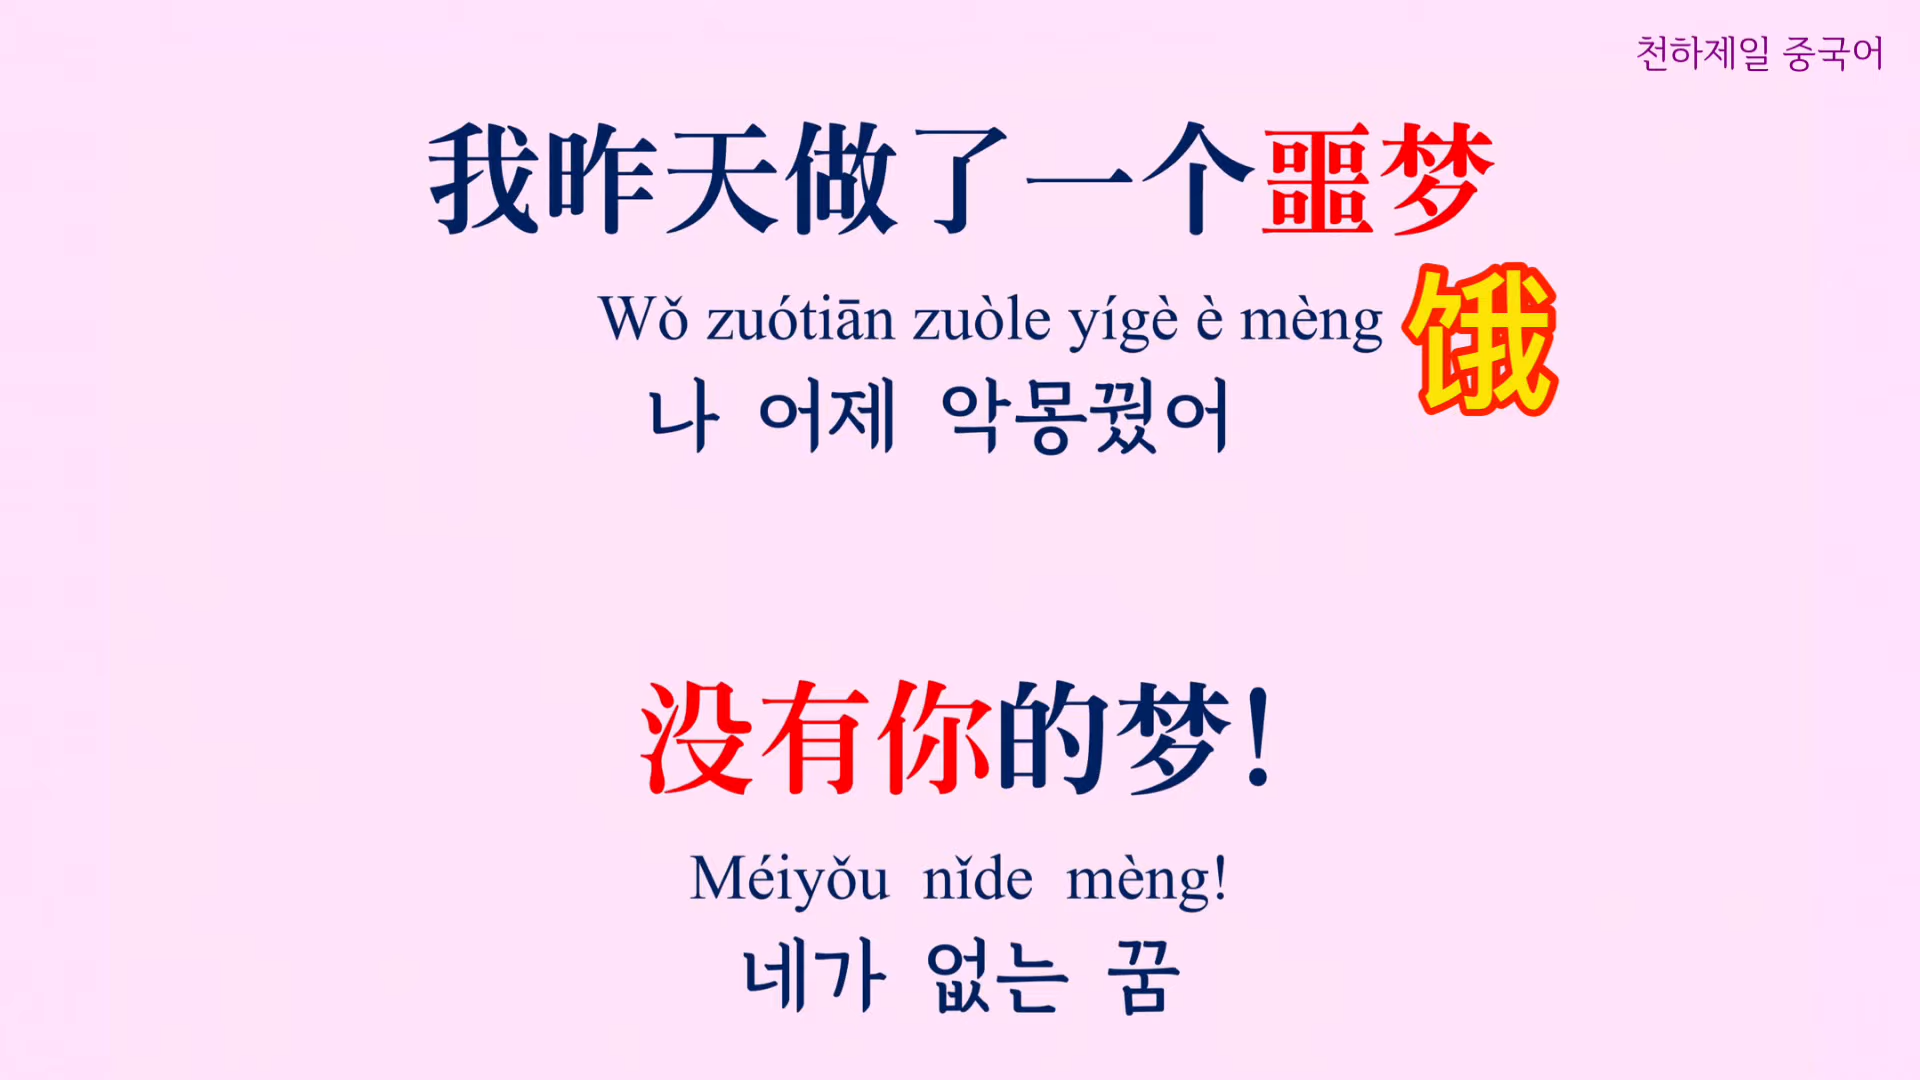 천하제일 중국어
我昨天做了一个噩梦
Wǒ zuótiān zuòle yígè è mèng
饿
나 어제 악몽꿨어
没有你的梦!
Méiyǒu nǐde mèng!
네가 없는 꿈